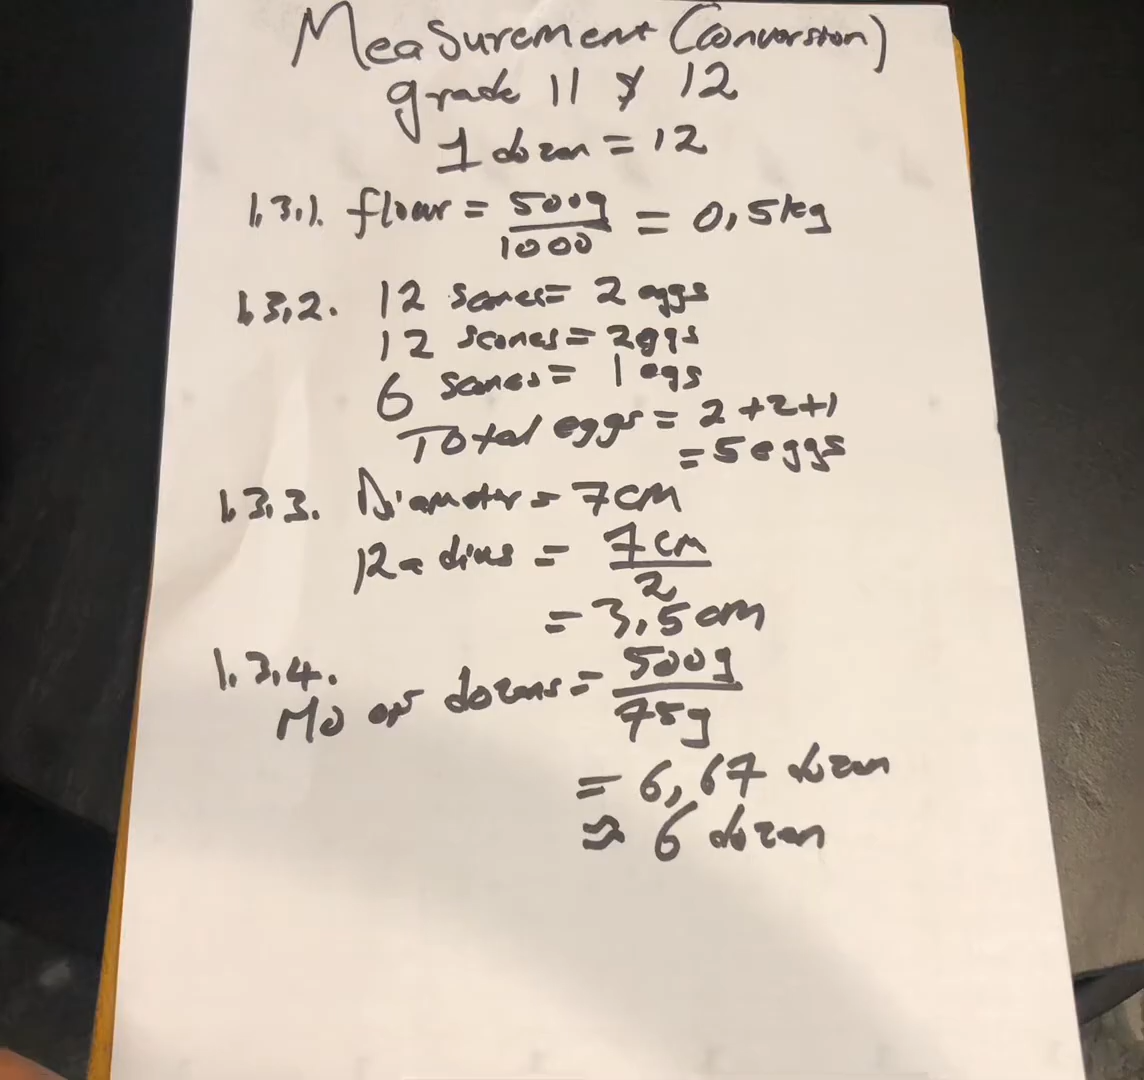 Measurement (Conversion)
grade 11 & 12
1 dozen = 12
1.3.1. flour = 500g / 1000 = 0,5kg
1.3.2. 12 scones = 2 eggs
12 scones = 2 eggs
6 scones = 1 eggs
Total eggs = 2 + 2 + 1
= 5 eggs
1.3.3. Diameter = 7cm
Radius = 7cm / 2
= 3,5cm
1.3.4.
No of dozens = 500g / 75g
= 6,67 dozen
≈ 6 dozen